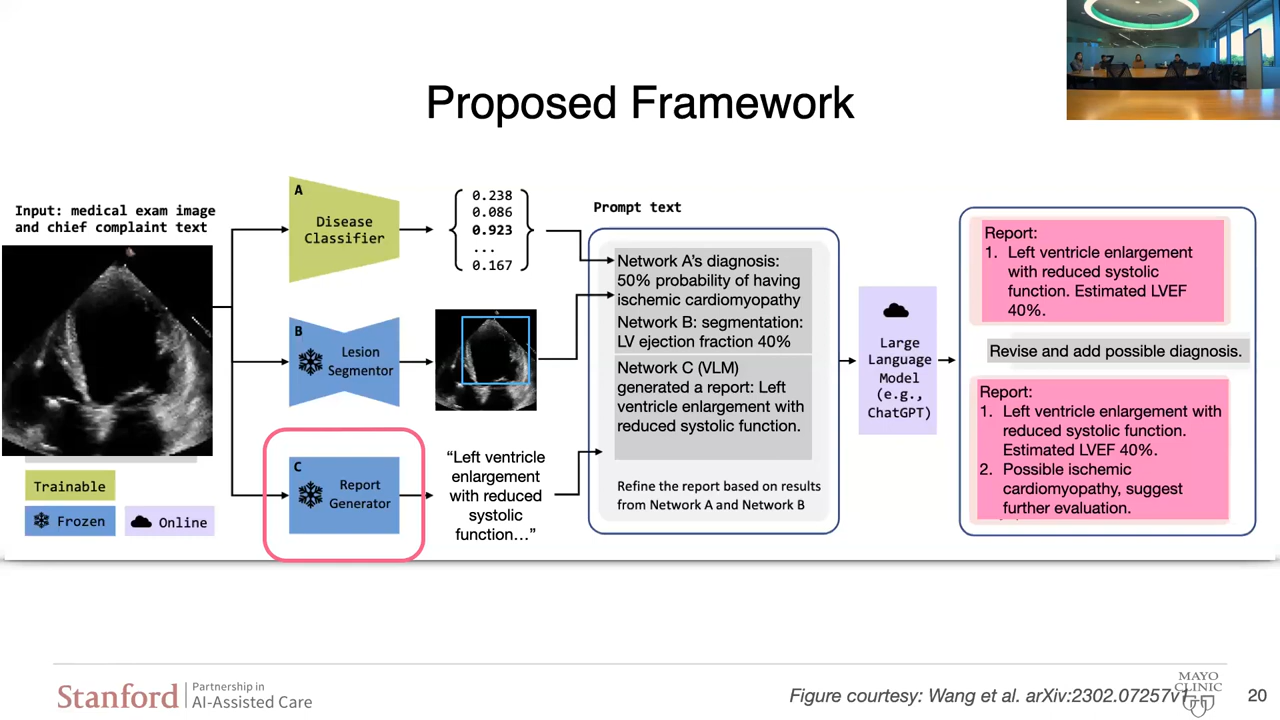 Proposed Framework
Input: medical exam image
and chief complaint text
A
Disease
Classifier
0.238
0.086
0.923
...
0.167
B
Lesion
Segmentor
C
Report
Generator
“Left ventricle
enlargement
with reduced
systolic
function…”
Trainable
Frozen
Online
Prompt text
Network A’s diagnosis:
50% probability of having
ischemic cardiomyopathy
Network B: segmentation:
LV ejection fraction 40%
Network C (VLM)
generated a report: Left
ventricle enlargement with
reduced systolic function.
Refine the report based on results
from Network A and Network B
Large
Language
Model
(e.g.,
ChatGPT)
Report:
1. Left ventricle enlargement
with reduced systolic
function. Estimated LVEF
40%.
Revise and add possible diagnosis.
Report:
1. Left ventricle enlargement with
reduced systolic function.
Estimated LVEF 40%.
2. Possible ischemic
cardiomyopathy, suggest
further evaluation.
Stanford
Partnership in
AI-Assisted Care
Figure courtesy: Wang et al. arXiv:2302.07257v1
MAYO
CLINIC
20